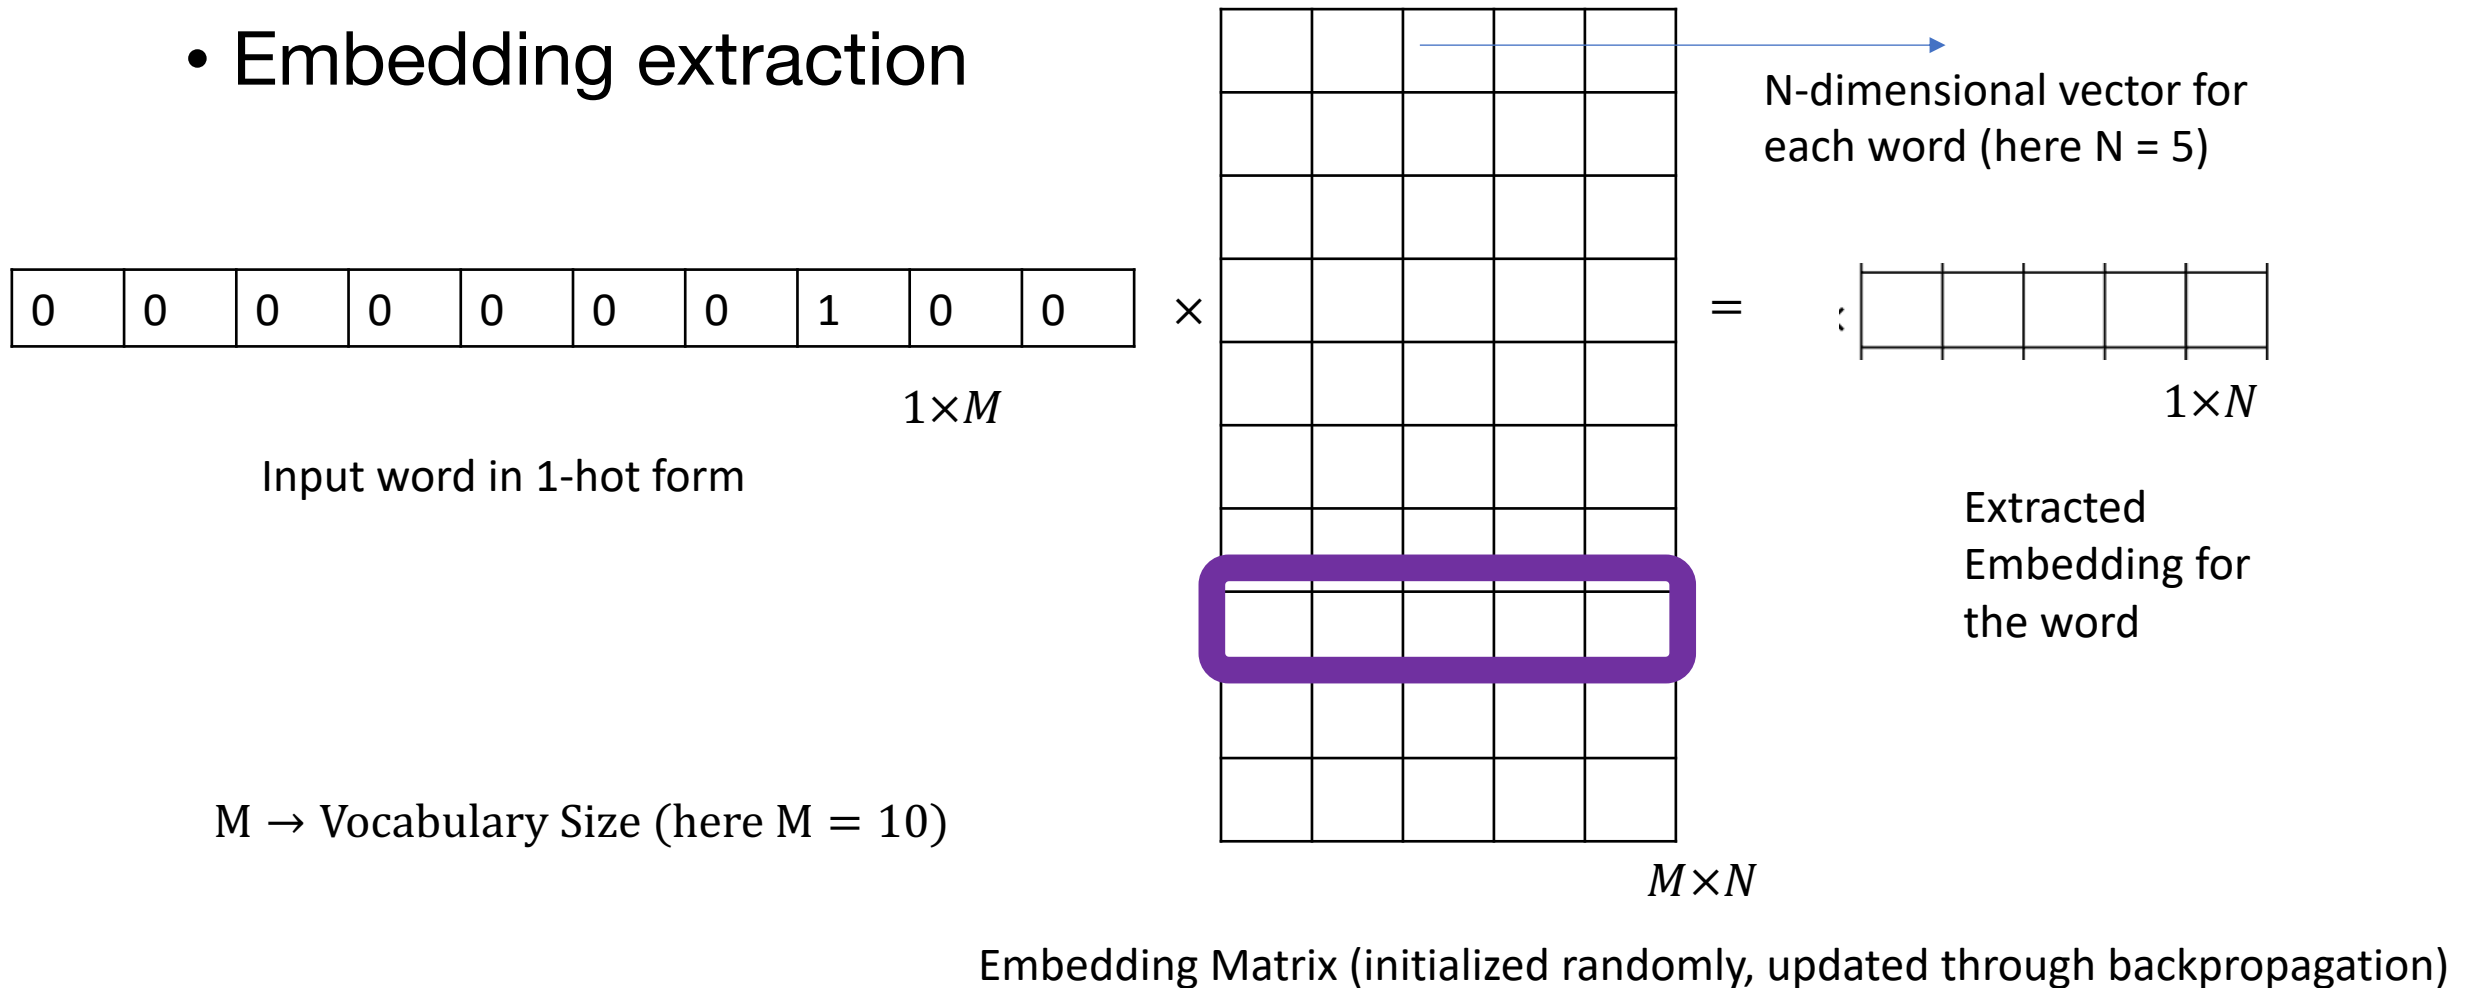 • Embedding extraction
N-dimensional vector for
each word (here N = 5)
0 0 0 0 0 0 0 1 0 0 × =
1×M
1×N
Input word in 1-hot form
Extracted
Embedding for
the word
M → Vocabulary Size (here M = 10)
M×N
Embedding Matrix (initialized randomly, updated through backpropagation)